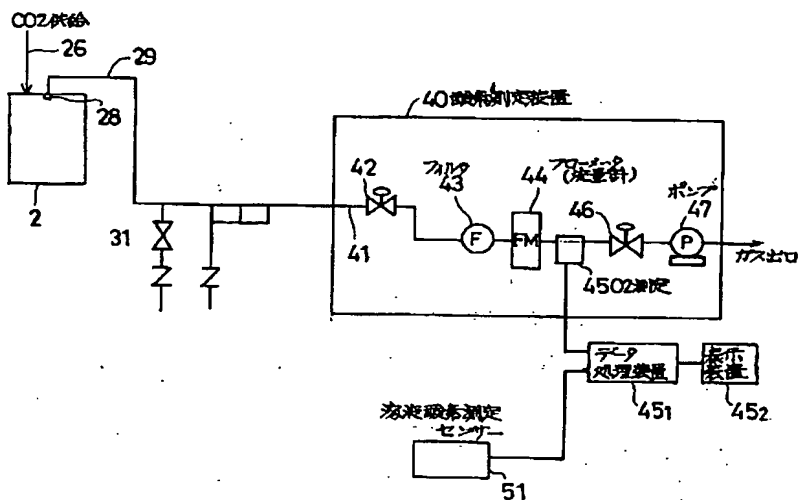 CO2供給
26
29
28
2
31
40酸素測定装置
42
フィルタ
43
44
フローメータ
(流量計)
46
ポンプ
47
F
FM
P
41
ガス出口
45O2測定
データ
処理装置
表示
装置
451
452
溶液酸素測定
センサー
51